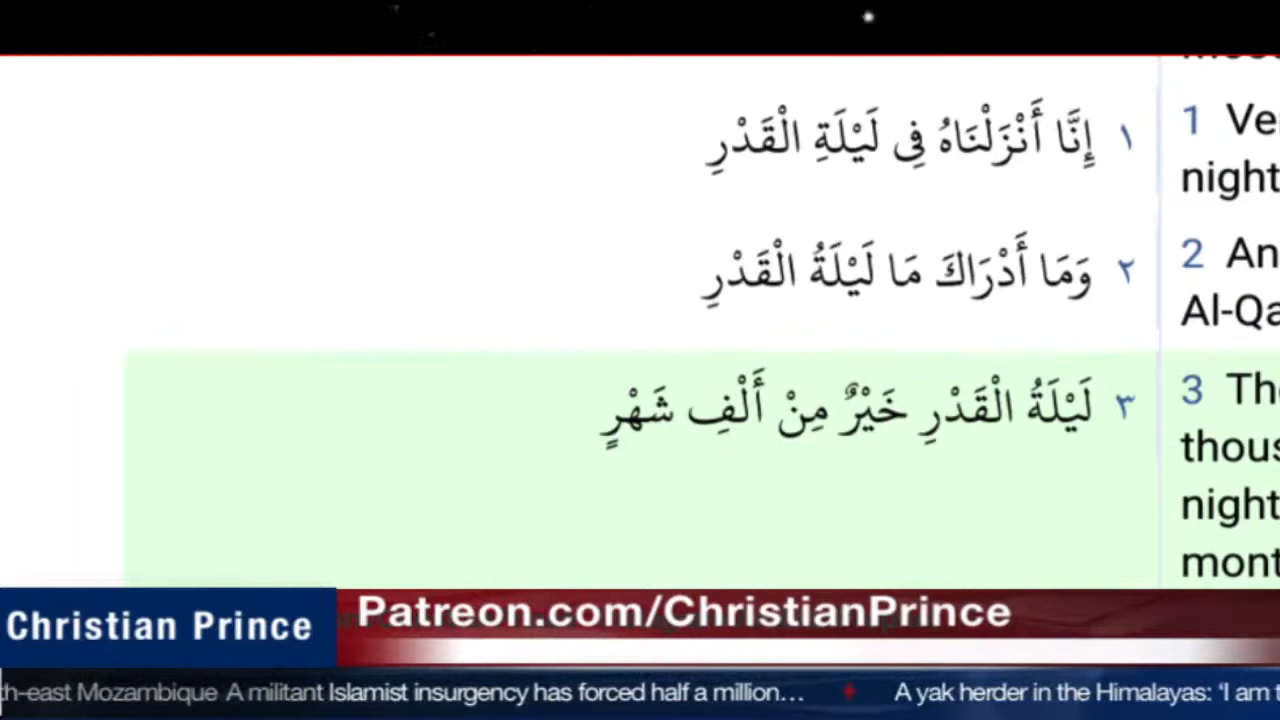 ١ إِنَّا أَنْزَلْنَاهُ فِى لَيْلَةِ الْقَدْرِ
٢ وَمَا أَدْرَاكَ مَا لَيْلَةُ الْقَدْرِ
٣ لَيْلَةُ الْقَدْرِ خَيْرٌ مِنْ أَلْفِ شَهْرٍ
1 Ve
night
2 An
Al-Qa
3 Th
thous
night
mont
Christian Prince
Patreon.com/ChristianPrince
h-east Mozambique A militant Islamist insurgency has forced half a million... A yak herder in the Himalayas: 'I am t